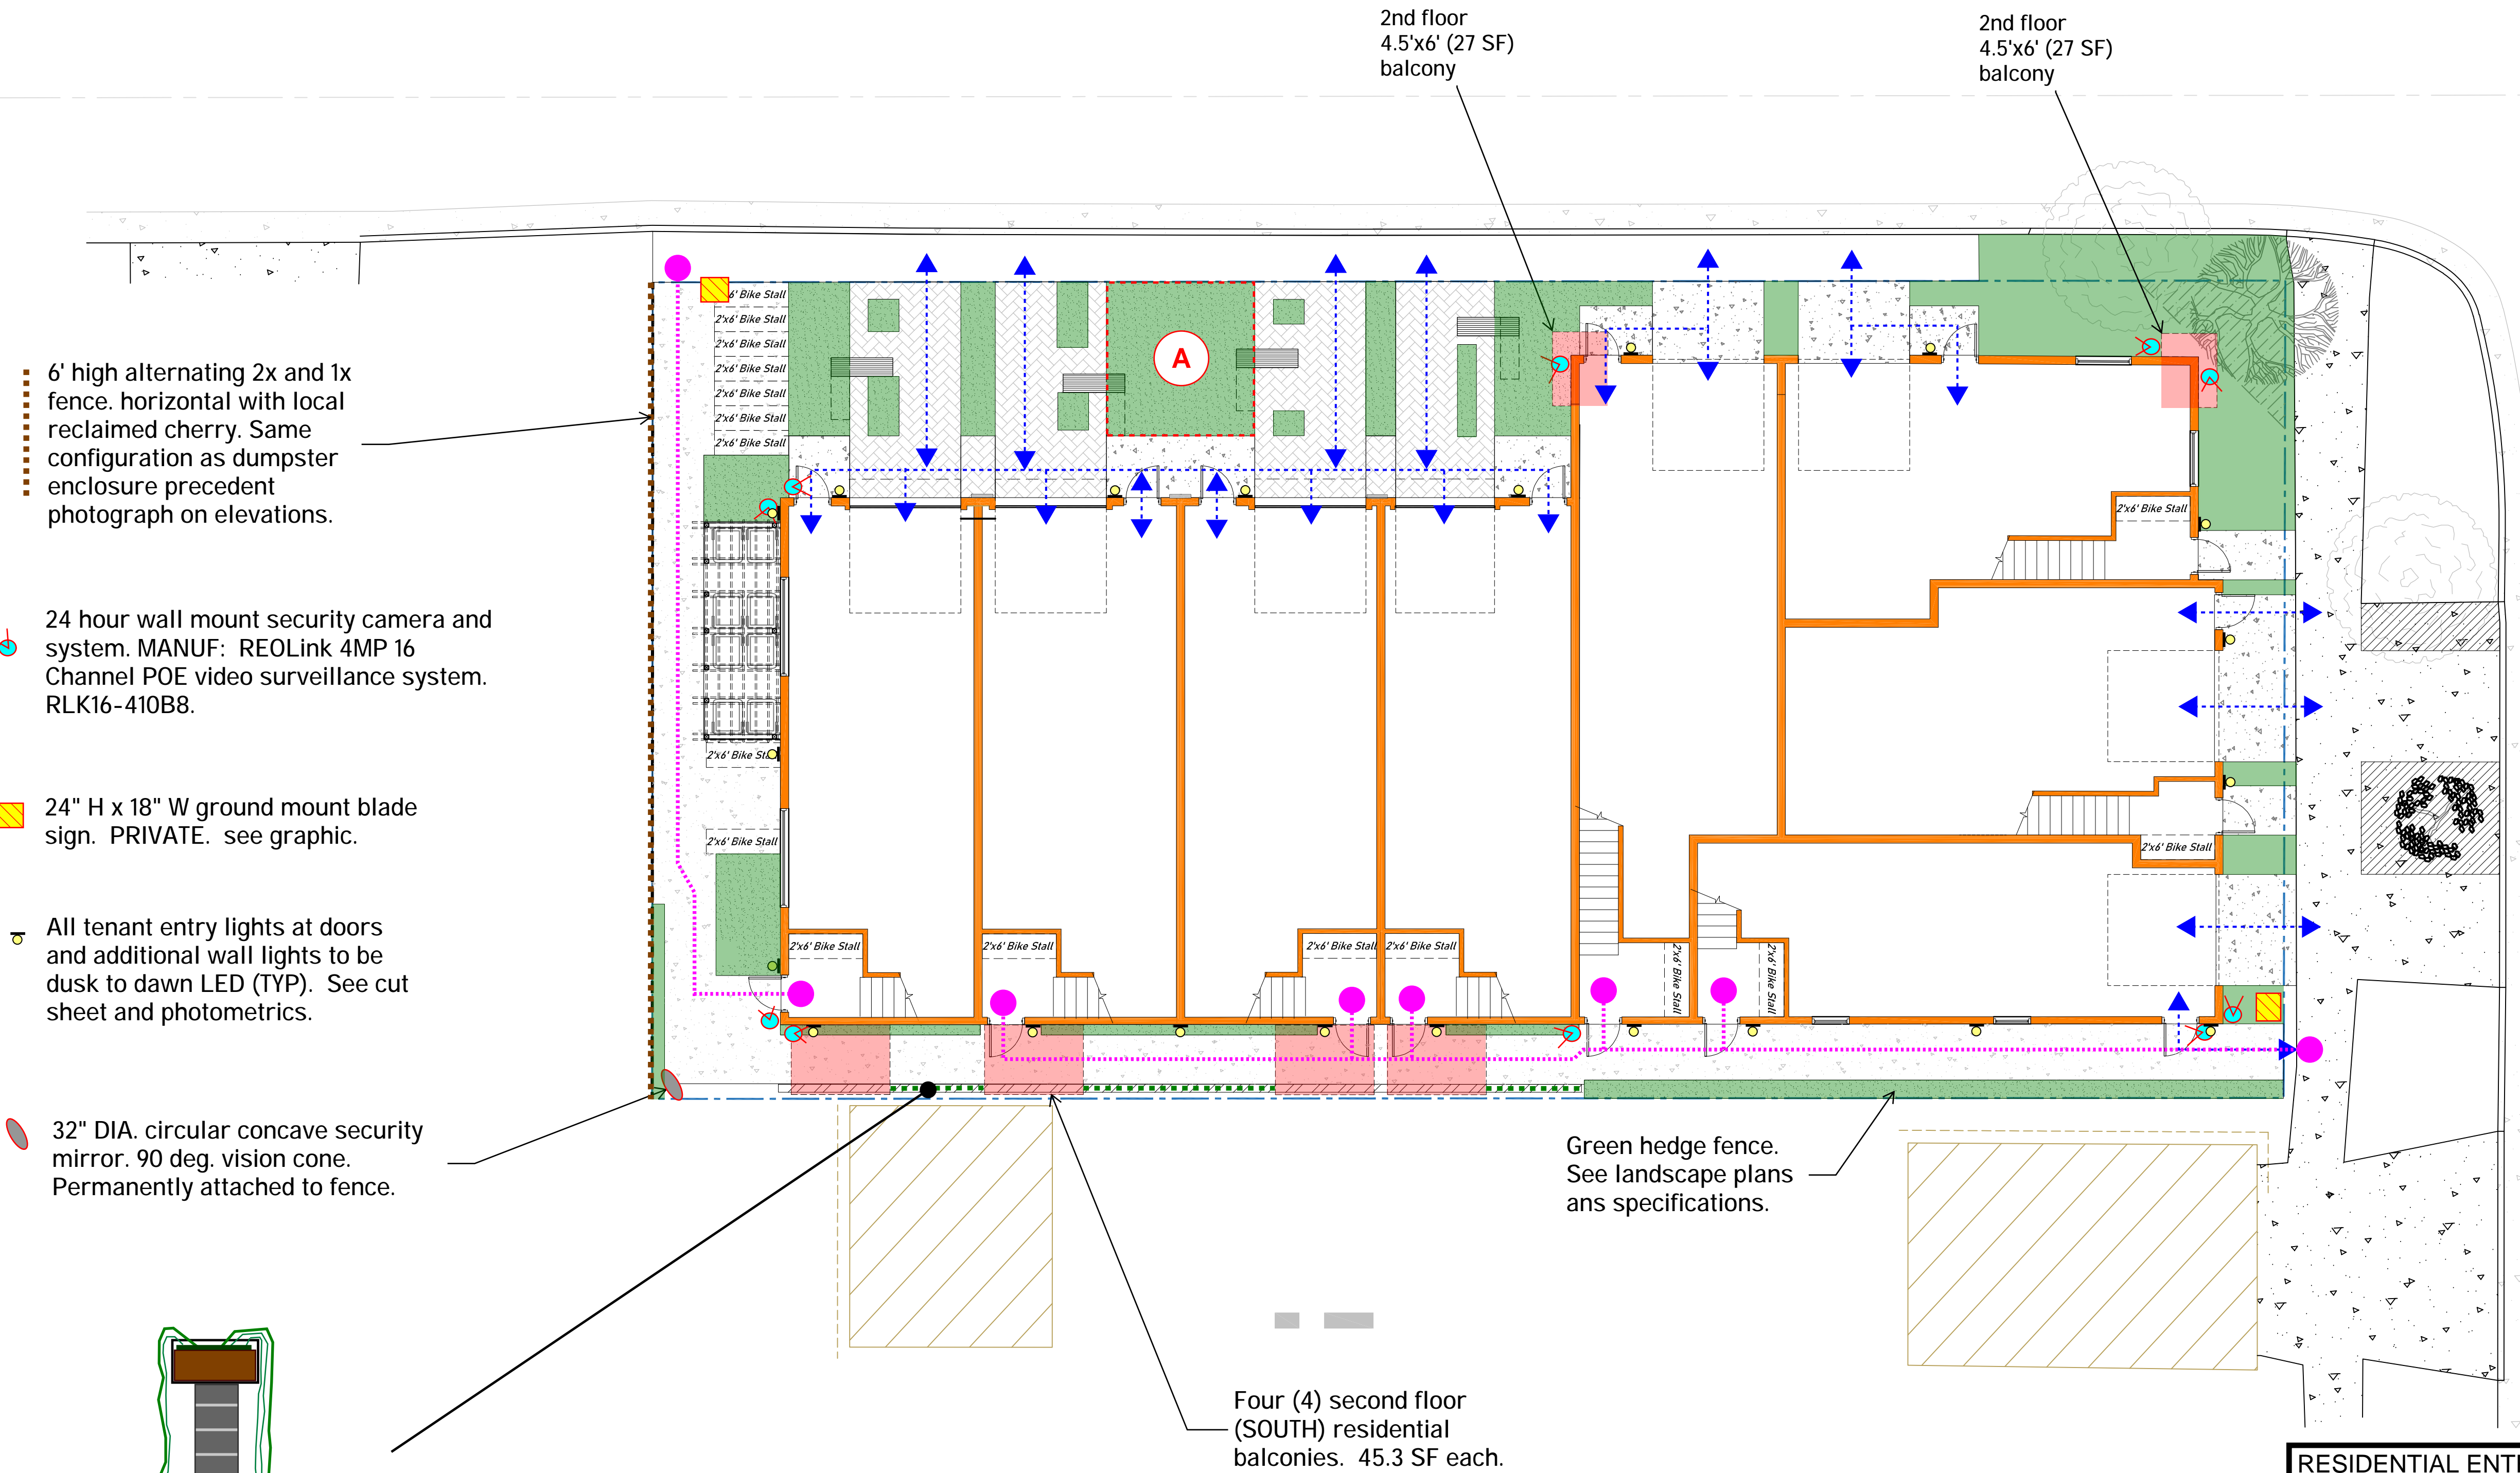 2nd floor
4.5'x6' (27 SF)
balcony
2nd floor
4.5'x6' (27 SF)
balcony
6' high alternating 2x and 1x
fence. horizontal with local
reclaimed cherry. Same
configuration as dumpster
enclosure precedent
photograph on elevations.
24 hour wall mount security camera and
system. MANUF: REOLink 4MP 16
Channel POE video surveillance system.
RLK16-410B8.
24" H x 18" W ground mount blade
sign. PRIVATE. see graphic.
All tenant entry lights at doors
and additional wall lights to be
dusk to dawn LED (TYP). See cut
sheet and photometrics.
32" DIA. circular concave security
mirror. 90 deg. vision cone.
Permanently attached to fence.
6' Bike Stall
2'x6' Bike Stall
2'x6' Bike Stall
2'x6' Bike Stall
2'x6' Bike Stall
2'x6' Bike Stall
2'x6' Bike Stall
A
2'x6' Bike Stall
2'x6' Bike
2'x6' Bike Stall
2'x6' Bike Stall
2'x6' Bike Stall
2'x6' Bike Stall
2'x6' Bike Stall
2'x6' Bike Stall
2'x6' Bike Stall
2'x6' Bike Stall
Green hedge fence.
See landscape plans
ans specifications.
Four (4) second floor
(SOUTH) residential
balconies. 45.3 SF each.
RESIDENTIAL